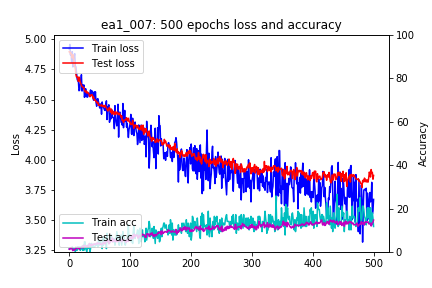 ea1_007: 500 epochs loss and accuracy
5.00
4.75
4.50
4.25
4.00
3.75
3.50
3.25
Loss
Train loss
Test loss
Train acc
Test acc
100
80
60
40
20
0
Accuracy
0 100 200 300 400 500